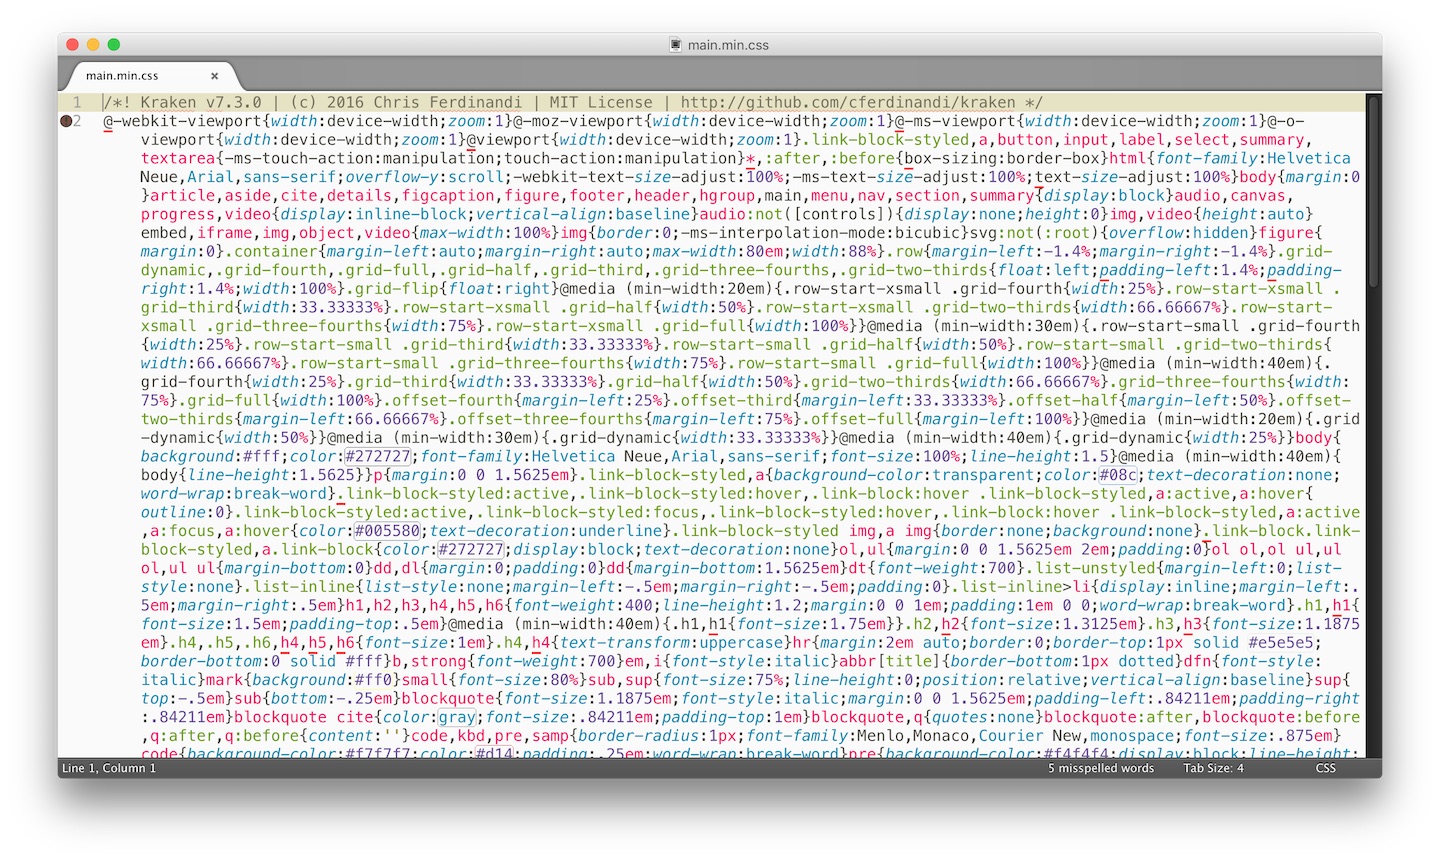 main.min.css
main.min.css ×
1 /*! Kraken v7.3.0 | (c) 2016 Chris Ferdinandi | MIT License | http://github.com/cferdinandi/kraken */
2 @-webkit-viewport{width:device-width;zoom:1}@-moz-viewport{width:device-width;zoom:1}@-ms-viewport{width:device-width;zoom:1}@-o-
viewport{width:device-width;zoom:1}@viewport{width:device-width;zoom:1}.link-block-styled,a,button,input,label,select,summary,
textarea{-ms-touch-action:manipulation;touch-action:manipulation}*,:after,:before{box-sizing:border-box}html{font-family:Helvetica
Neue,Arial,sans-serif;overflow-y:scroll;-webkit-text-size-adjust:100%;-ms-text-size-adjust:100%;text-size-adjust:100%}body{margin:0
}article,aside,cite,details,figcaption,figure,footer,header,hgroup,main,menu,nav,section,summary{display:block}audio,canvas,
progress,video{display:inline-block;vertical-align:baseline}audio:not([controls]){display:none;height:0}img,video{height:auto}
embed,iframe,img,object,video{max-width:100%}img{border:0;-ms-interpolation-mode:bicubic}svg:not(:root){overflow:hidden}figure{
margin:0}.container{margin-left:auto;margin-right:auto;max-width:80em;width:88%}.row{margin-left:-1.4%;margin-right:-1.4%}.grid-
dynamic,.grid-fourth,.grid-full,.grid-half,.grid-third,.grid-three-fourths,.grid-two-thirds{float:left;padding-left:1.4%;padding-
right:1.4%;width:100%}.grid-flip{float:right}@media (min-width:20em){.row-start-xsmall .grid-fourth{width:25%}.row-start-xsmall .
grid-third{width:33.33333%}.row-start-xsmall .grid-half{width:50%}.row-start-xsmall .grid-two-thirds{width:66.66667%}.row-start-
xsmall .grid-three-fourths{width:75%}.row-start-xsmall .grid-full{width:100%}}@media (min-width:30em){.row-start-small .grid-fourth
{width:25%}.row-start-small .grid-third{width:33.33333%}.row-start-small .grid-half{width:50%}.row-start-small .grid-two-thirds{
width:66.66667%}.row-start-small .grid-three-fourths{width:75%}.row-start-small .grid-full{width:100%}}@media (min-width:40em){.
grid-fourth{width:25%}.grid-third{width:33.33333%}.grid-half{width:50%}.grid-two-thirds{width:66.66667%}.grid-three-fourths{width:
75%}.grid-full{width:100%}.offset-fourth{margin-left:25%}.offset-third{margin-left:33.33333%}.offset-half{margin-left:50%}.offset-
two-thirds{margin-left:66.66667%}.offset-three-fourths{margin-left:75%}.offset-full{margin-left:100%}}@media (min-width:20em){.grid
-dynamic{width:50%}}@media (min-width:30em){.grid-dynamic{width:33.33333%}}@media (min-width:40em){.grid-dynamic{width:25%}}body{
background:#fff;color:#272727;font-family:Helvetica Neue,Arial,sans-serif;font-size:100%;line-height:1.5}@media (min-width:40em){
body{line-height:1.5625}}p{margin:0 0 1.5625em}.link-block-styled,a{background-color:transparent;color:#08c;text-decoration:none;
word-wrap:break-word}.link-block-styled:active,.link-block-styled:hover,.link-block:hover .link-block-styled,a:active,a:hover{
outline:0}.link-block-styled:active,.link-block-styled:focus,.link-block-styled:hover,.link-block:hover .link-block-styled,a:active
,a:focus,a:hover{color:#005580;text-decoration:underline}.link-block-styled img,a img{border:none;background:none}.link-block.link-
block-styled,a.link-block{color:#272727;display:block;text-decoration:none}ol,ul{margin:0 0 1.5625em 2em;padding:0}ol ol,ol ul,ul
ol,ul ul{margin-bottom:0}dd,dl{margin:0;padding:0}dd{margin-bottom:1.5625em}dt{font-weight:700}.list-unstyled{margin-left:0;list-
style:none}.list-inline{list-style:none;margin-left:-.5em;margin-right:-.5em;padding:0}.list-inline>li{display:inline;margin-left:.
5em;margin-right:.5em}h1,h2,h3,h4,h5,h6{font-weight:400;line-height:1.2;margin:0 0 1em;padding:1em 0 0;word-wrap:break-word}.h1,h1{
font-size:1.5em;padding-top:.5em}@media (min-width:40em){.h1,h1{font-size:1.75em}}.h2,h2{font-size:1.3125em}.h3,h3{font-size:1.1875
em}.h4,.h5,.h6,h4,h5,h6{font-size:1em}.h4,h4{text-transform:uppercase}hr{margin:2em auto;border:0;border-top:1px solid #e5e5e5;
border-bottom:0 solid #fff}b,strong{font-weight:700}em,i{font-style:italic}abbr[title]{border-bottom:1px dotted}dfn{font-style:
italic}mark{background:#ff0}small{font-size:80%}sub,sup{font-size:75%;line-height:0;position:relative;vertical-align:baseline}sup{
top:-.5em}sub{bottom:-.25em}blockquote{font-size:1.1875em;font-style:italic;margin:0 0 1.5625em;padding-left:.84211em;padding-right
:.84211em}blockquote cite{color:gray;font-size:.84211em;padding-top:1em}blockquote,q{quotes:none}blockquote:after,blockquote:before
,q:after,q:before{content:''}code,kbd,pre,samp{border-radius:1px;font-family:Menlo,Monaco,Courier New,monospace;font-size:.875em}
code{background-color:#f7f7f7;color:#d14;padding:.25em;word-wrap:break-word}pre{background-color:#f4f4f4;display:block;line-height:
Line 1, Column 1
5 misspelled words
Tab Size: 4
CSS